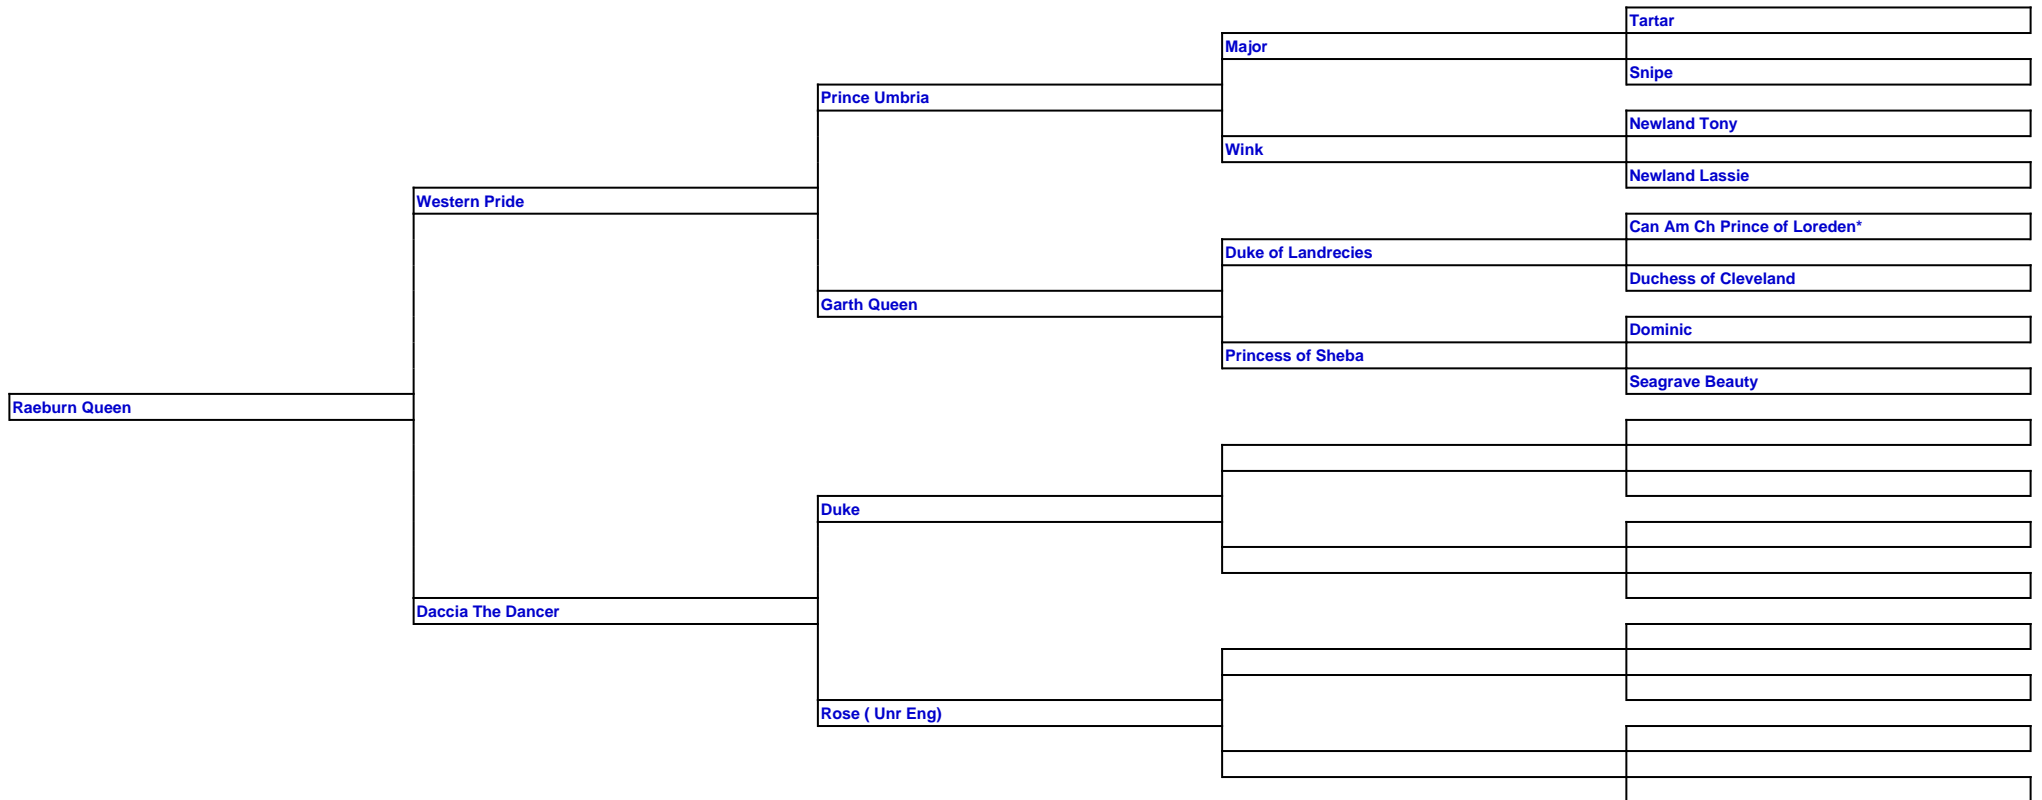 Tartar
Major
Snipe
Prince Umbria
Newland Tony
Wink
Newland Lassie
Western Pride
Can Am Ch Prince of Loreden*
Duke of Landrecies
Duchess of Cleveland
Garth Queen
Dominic
Princess of Sheba
Seagrave Beauty
Raeburn Queen
Duke
Daccia The Dancer
Rose ( Unr Eng)